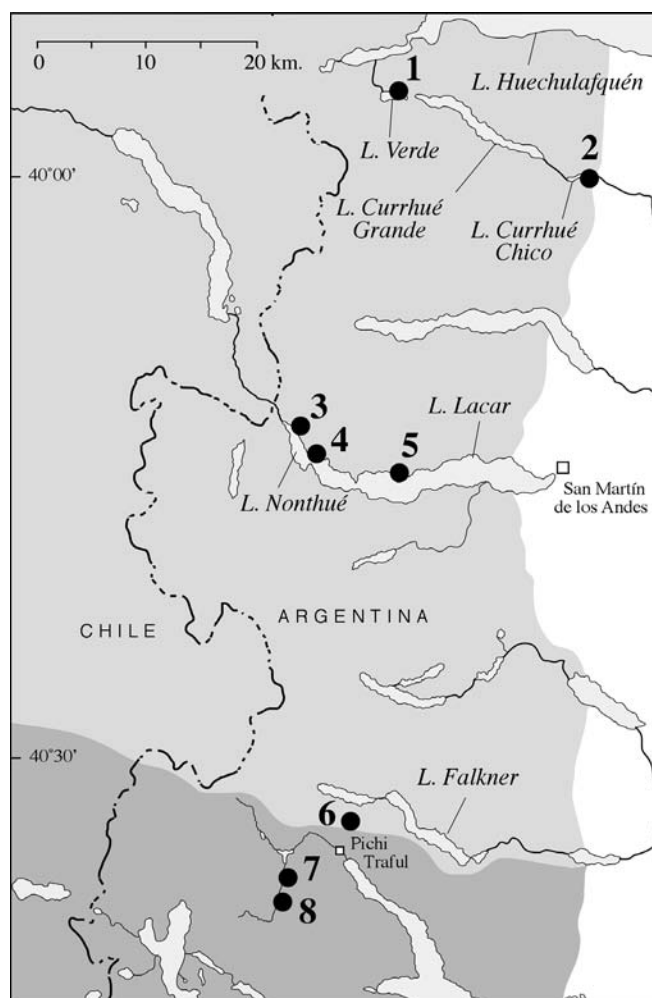 0 10 20 km.
1
L. Huechulafquén
L. Verde
2
40°00'
L. Currhué
Grande
L. Currhué
Chico
3
L. Lacar
4
5
L. Nonthué
San Martín
de los Andes
CHILE
ARGENTINA
40°30'
L. Falkner
6
Pichi
Traful
7
8